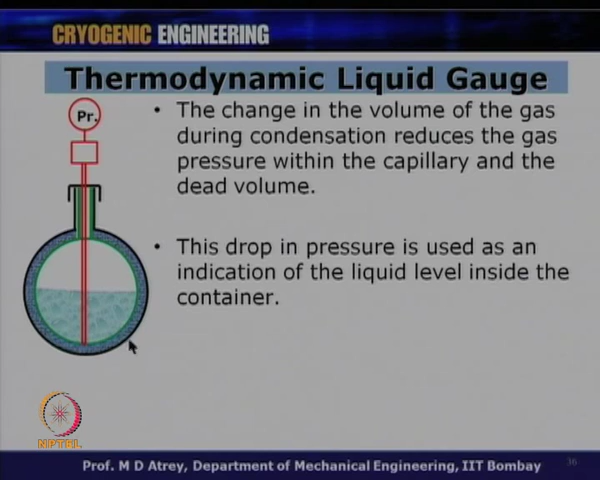 CRYOGENIC ENGINEERING
Thermodynamic Liquid Gauge
Pr.
• The change in the volume of the gas
during condensation reduces the gas
pressure within the capillary and the
dead volume.
• This drop in pressure is used as an
indication of the liquid level inside the
container.
NPTEL
Prof. M D Atrey, Department of Mechanical Engineering, IIT Bombay
36